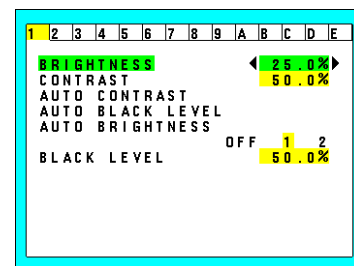 1 2 3 4 5 6 7 8 9 A B C D E
BRIGHTNESS 25.0%
CONTRAST 50.0%
AUTO CONTRAST
AUTO BLACK LEVEL
AUTO BRIGHTNESS
OFF 1 2
BLACK LEVEL 50.0%